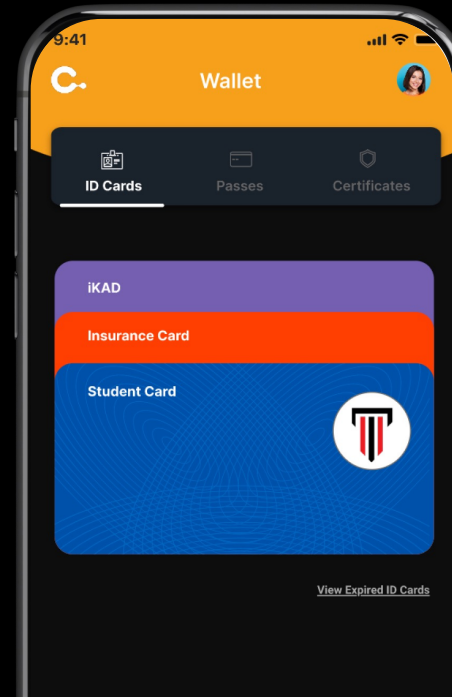 9:41
C.
Wallet
ID Cards
Passes
Certificates
iKAD
Insurance Card
Student Card
View Expired ID Cards